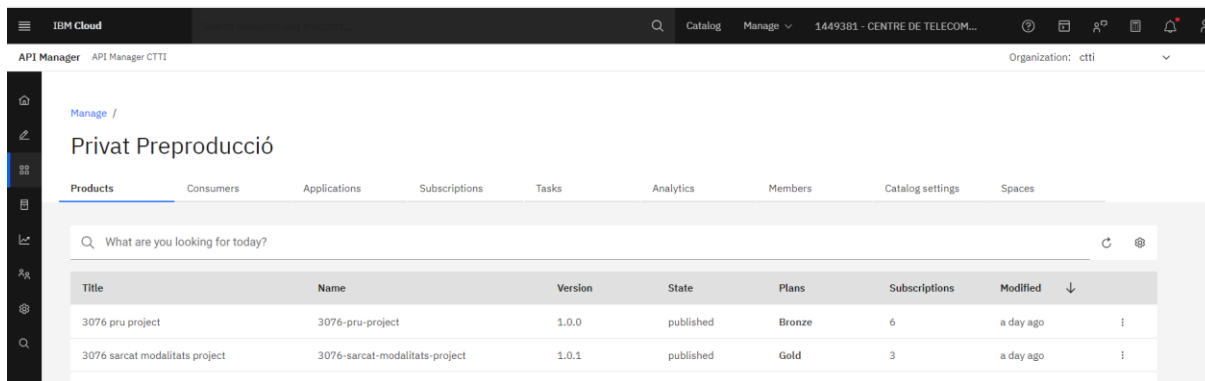 IBM Cloud
Catalog
Manage
1449381 - CENTRE DE TELECOM...
API Manager API Manager CTTI
Organization: ctti
Manage /
Privat Preproducció
Products Consumers Applications Subscriptions Tasks Analytics Members Catalog settings Spaces
What are you looking for today?
Title Name Version State Plans Subscriptions Modified
3076 pru project 3076-pru-project 1.0.0 published Bronze 6 a day ago
3076 sarcat modalitats project 3076-sarcat-modalitats-project 1.0.1 published Gold 3 a day ago